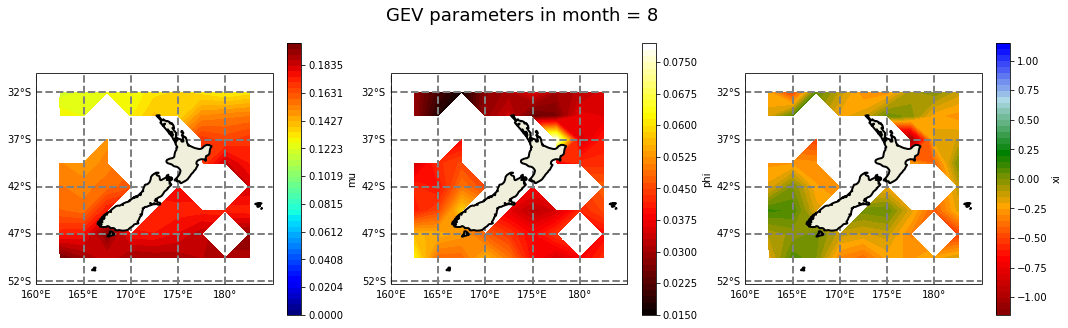 GEV parameters in month = 8
32°S
37°S
42°S
47°S
52°S
160°E
165°E
170°E
175°E
180°
0.1835
0.1631
0.1427
0.1223
0.1019
0.0815
0.0612
0.0408
0.0204
0.0000
mu
32°S
37°S
42°S
47°S
52°S
160°E
165°E
170°E
175°E
180°
0.0750
0.0675
0.0600
0.0525
0.0450
0.0375
0.0300
0.0225
0.0150
phi
32°S
37°S
42°S
47°S
52°S
160°E
165°E
170°E
175°E
180°
1.00
0.75
0.50
0.25
0.00
−0.25
−0.50
−0.75
−1.00
xi